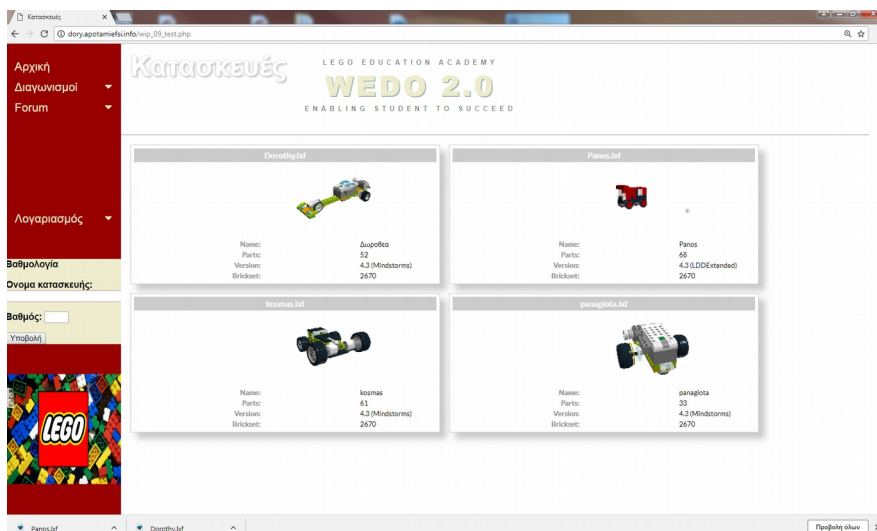 Κατασκευές
dory.apotamiefsi.info/wip_09_test.php
Αρχική
Διαγωνισμοί
Forum
Λογαριασμός
Βαθμολογία
Όνομα κατασκευής:
Βαθμός:
Υποβολή
LEGO
Κατασκευές
LEGO EDUCATION ACADEMY
WEDO 2.0
ENABLING STUDENT TO SUCCEED
Dorothy.lxf
Name: Δωροθεα
Parts: 52
Version: 4.3 (Mindstorms)
Brickset: 2670
Panos.lxf
Name: Panos
Parts: 68
Version: 4.3 (LDDExtended)
Brickset: 2670
kosmas.lxf
Name: kosmas
Parts: 61
Version: 4.3 (Mindstorms)
Brickset: 2670
panagiota.lxf
Name: panagiota
Parts: 33
Version: 4.3 (Mindstorms)
Brickset: 2670
Panos.lxf
Dorothy.lxf
Προβολή όλων